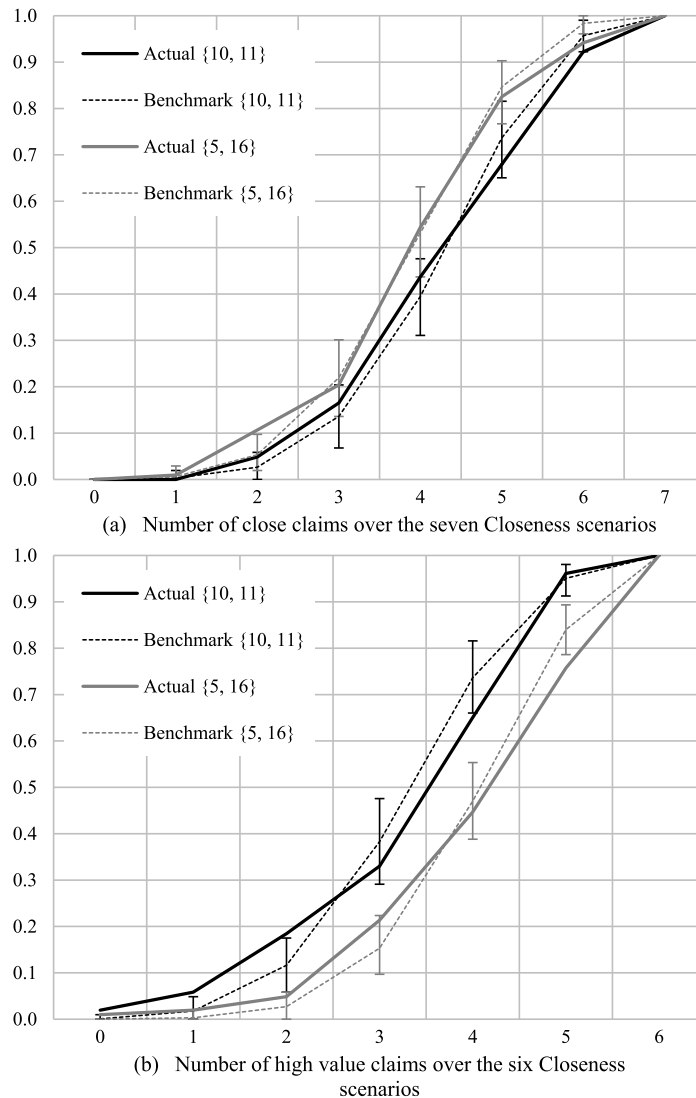 1.0
0.9
0.8
0.7
0.6
0.5
0.4
0.3
0.2
0.1
0.0
Actual {10, 11}
Benchmark {10, 11}
Actual {5, 16}
Benchmark {5, 16}
0 1 2 3 4 5 6 7
(a) Number of close claims over the seven Closeness scenarios
1.0
0.9
0.8
0.7
0.6
0.5
0.4
0.3
0.2
0.1
0.0
Actual {10, 11}
Benchmark {10, 11}
Actual {5, 16}
Benchmark {5, 16}
0 1 2 3 4 5 6
(b) Number of high value claims over the six Closeness
scenarios